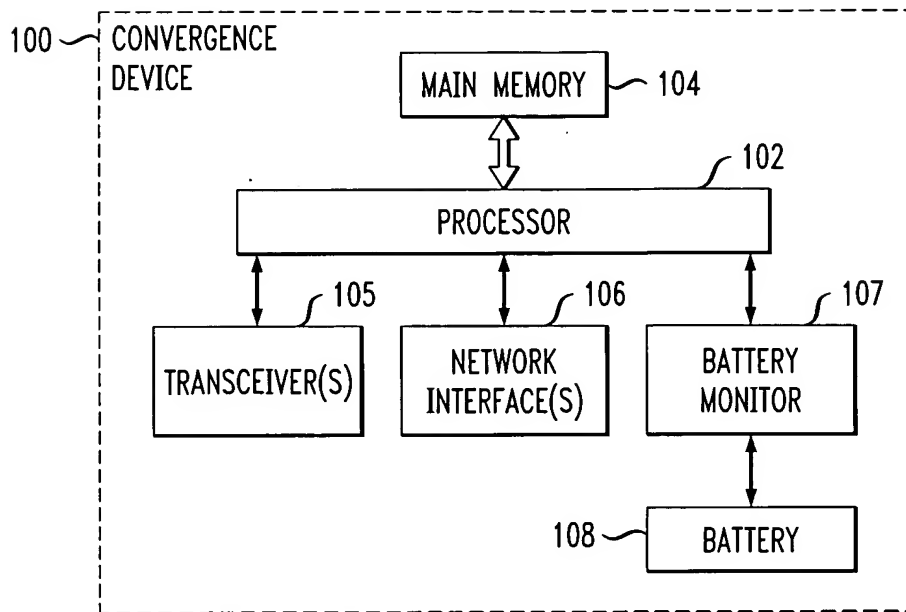 100
CONVERGENCE
DEVICE
MAIN MEMORY
104
102
PROCESSOR
105
106
107
TRANSCEIVER(S)
NETWORK
INTERFACE(S)
BATTERY
MONITOR
108
BATTERY